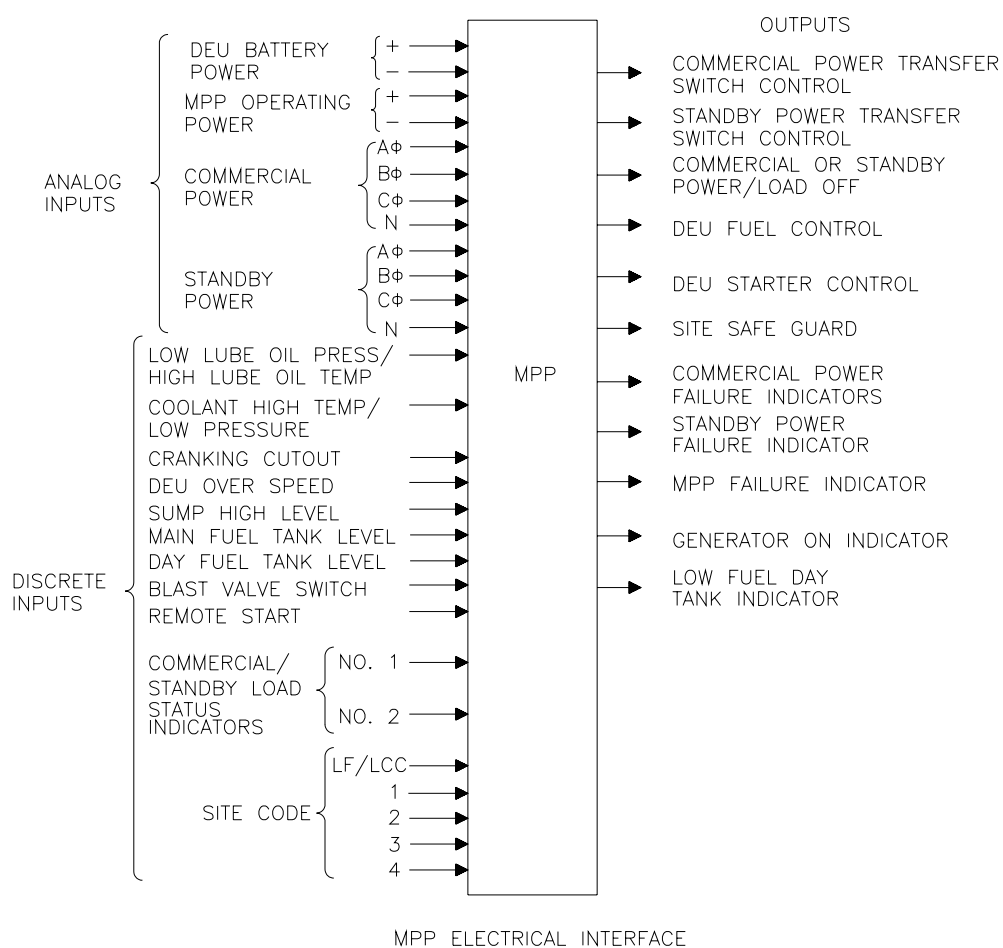 OUTPUTS
ANALOG
INPUTS
DEU BATTERY
POWER
+
−
MPP OPERATING
POWER
+
−
COMMERCIAL
POWER
AΦ
BΦ
CΦ
N
STANDBY
POWER
AΦ
BΦ
CΦ
N
DISCRETE
INPUTS
LOW LUBE OIL PRESS/
HIGH LUBE OIL TEMP
COOLANT HIGH TEMP/
LOW PRESSURE
CRANKING CUTOUT
DEU OVER SPEED
SUMP HIGH LEVEL
MAIN FUEL TANK LEVEL
DAY FUEL TANK LEVEL
BLAST VALVE SWITCH
REMOTE START
COMMERCIAL/
STANDBY LOAD
STATUS
INDICATORS
NO. 1
NO. 2
SITE CODE
LF/LCC
1
2
3
4
MPP
COMMERCIAL POWER TRANSFER
SWITCH CONTROL
STANDBY POWER TRANSFER
SWITCH CONTROL
COMMERCIAL OR STANDBY
POWER/LOAD OFF
DEU FUEL CONTROL
DEU STARTER CONTROL
SITE SAFE GUARD
COMMERCIAL POWER
FAILURE INDICATORS
STANDBY POWER
FAILURE INDICATOR
MPP FAILURE INDICATOR
GENERATOR ON INDICATOR
LOW FUEL DAY
TANK INDICATOR
MPP ELECTRICAL INTERFACE